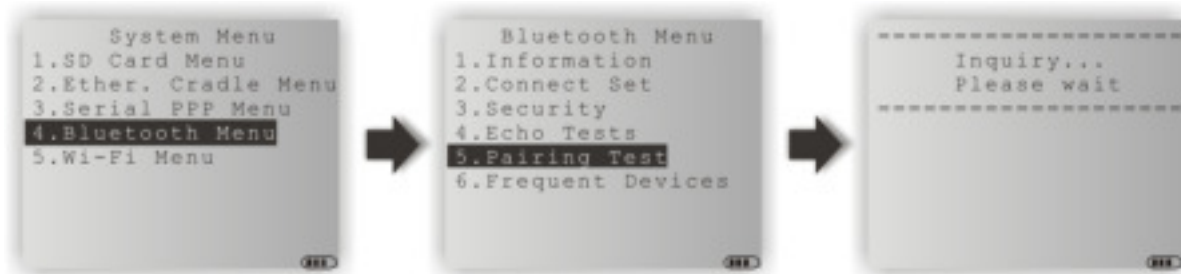 System Menu
1.SD Card Menu
2.Ether. Cradle Menu
3.Serial PPP Menu
4.Bluetooth Menu
5.Wi-Fi Menu
Bluetooth Menu
1.Information
2.Connect Set
3.Security
4.Echo Tests
5.Pairing Test
6.Frequent Devices
Inquiry...
Please wait